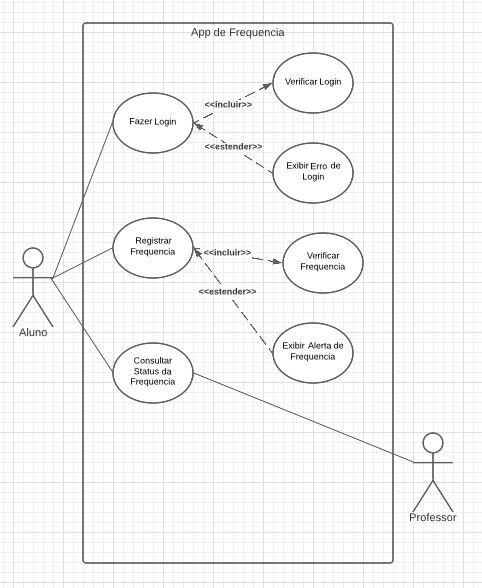 App de Frequencia
Verificar Login
<<incluir>>
Fazer Login
<<estender>>
Exibir Erro de
Login
Registrar
Frequencia
<<incluir>>
Verificar
Frequencia
<<estender>>
Aluno
Exibir Alerta de
Frequencia
Consultar
Status da
Frequencia
Professor